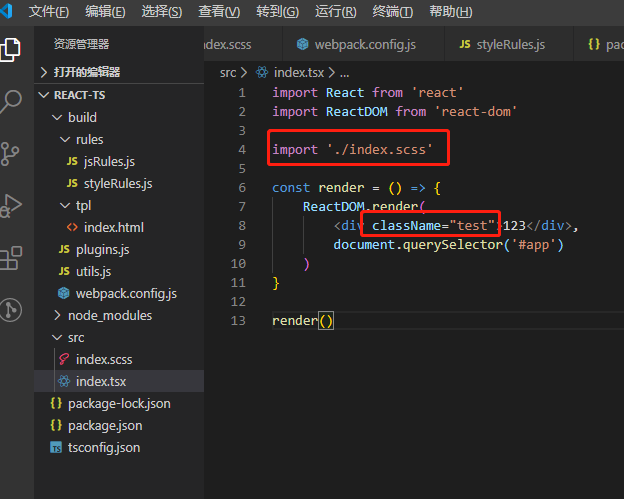 文件(F) 编辑(E) 选择(S) 查看(V) 转到(G) 运行(R) 终端(T) 帮助(H)
资源管理器
打开的编辑器
REACT-TS
build
rules
jsRules.js
styleRules.js
tpl
index.html
plugins.js
utils.js
webpack.config.js
node_modules
src
index.scss
index.tsx
package-lock.json
package.json
TS tsconfig.json
ndex.scss webpack.config.js JS styleRules.js {} pac
src > index.tsx > ...
1 import React from 'react'
2 import ReactDOM from 'react-dom'
3
4 import './index.scss'
5
6 const render = () => {
7 ReactDOM.render(
8 <div className="test">123</div>,
9 document.querySelector('#app')
10 )
11 }
12
13 render()